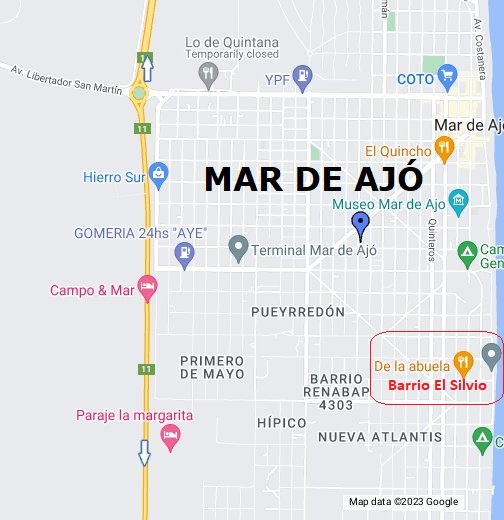 Av. Costanera
Lo de Quintana
Temporarily closed
11
Av. Libertador San Martín
YPF
COTO
11
Mar de Ajó
El Quincho
Hierro Sur
MAR DE AJÓ
Museo Mar de Ajo
Quinteros
GOMERIA 24hs "AYE"
Terminal Mar de Ajó
Cam
Gen
Campo & Mar
PUEYRREDÓN
De la abuela
Barrio El Silvio
11
PRIMERO
DE MAYO
BARRIO
RENABAP
4303
Paraje la margarita
HÍPICO
NUEVA ATLANTIS
C
Map data ©2023 Google